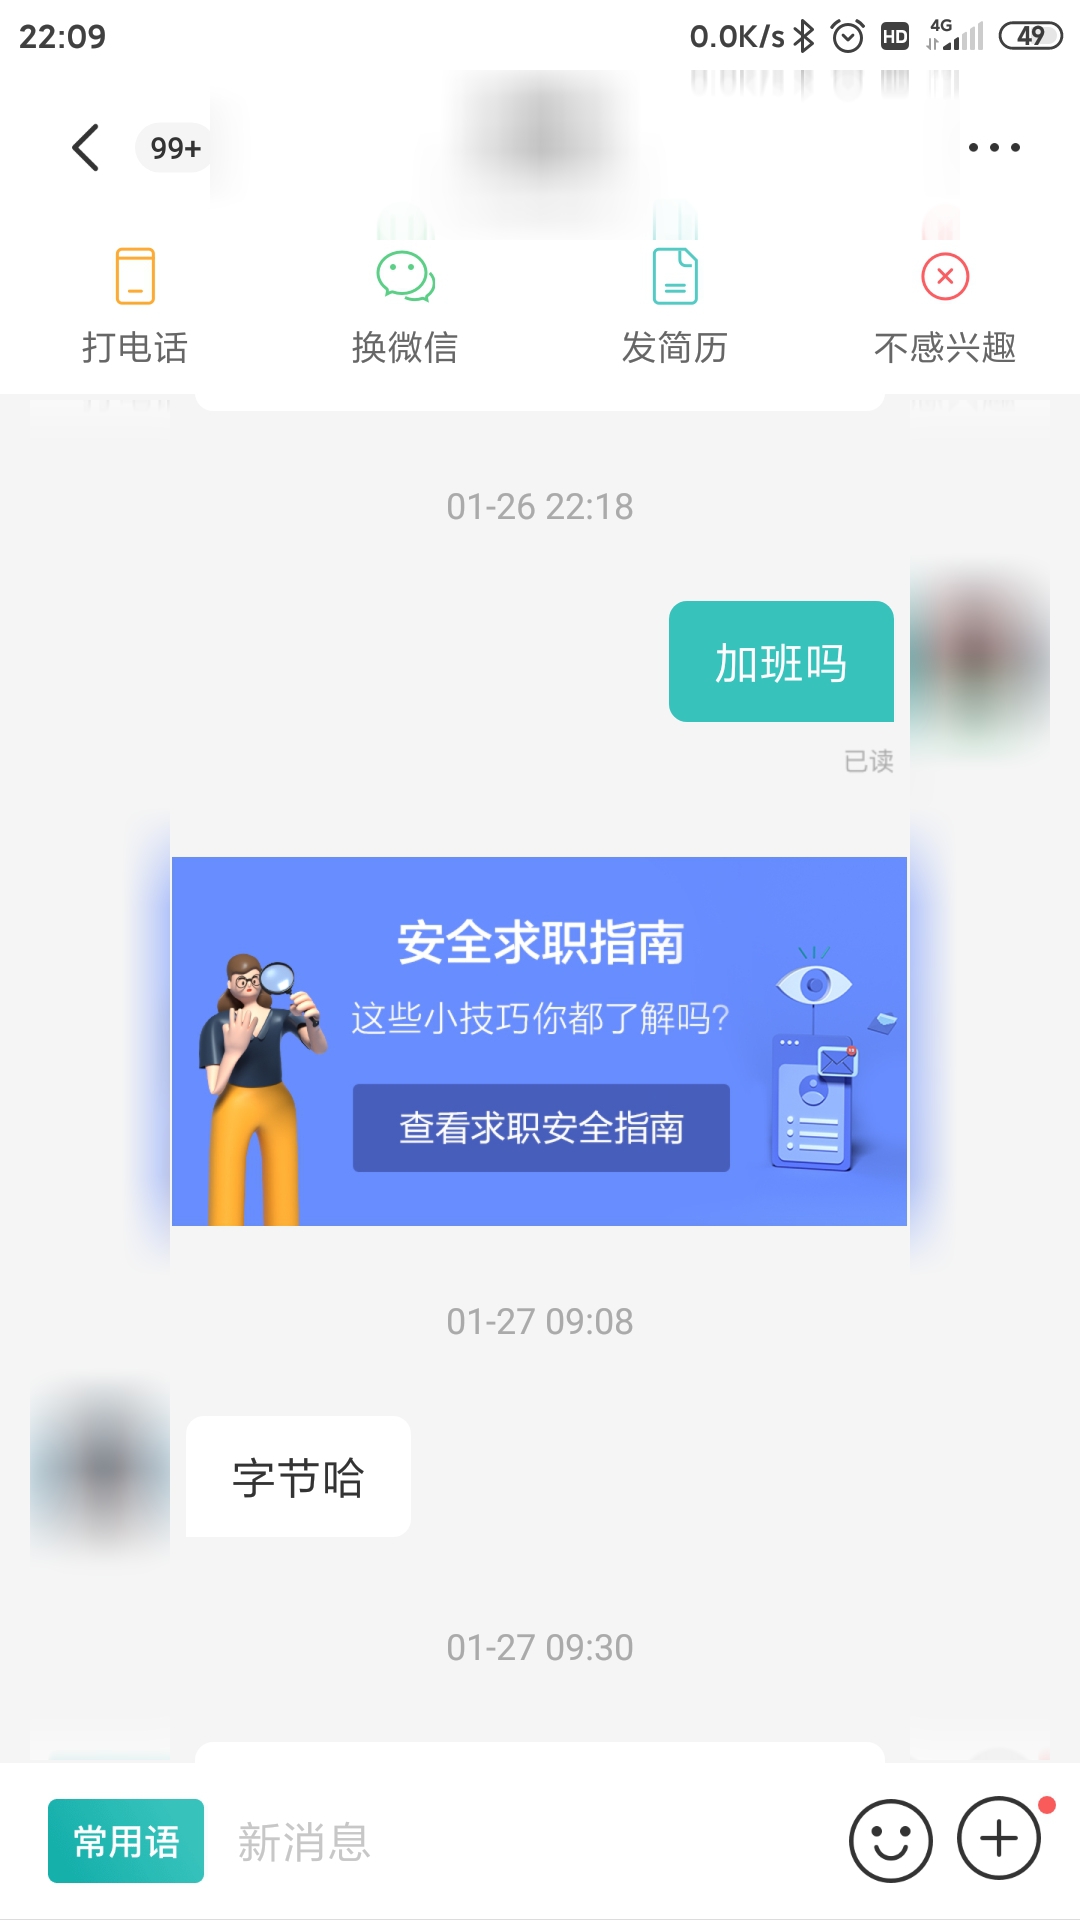 22:09
0.0K/s HD 4G 49
99+
打电话
换微信
发简历
不感兴趣
01-26 22:18
加班吗
已读
安全求职指南
这些小技巧你都了解吗?
查看求职安全指南
01-27 09:08
字节哈
01-27 09:30
常用语
新消息